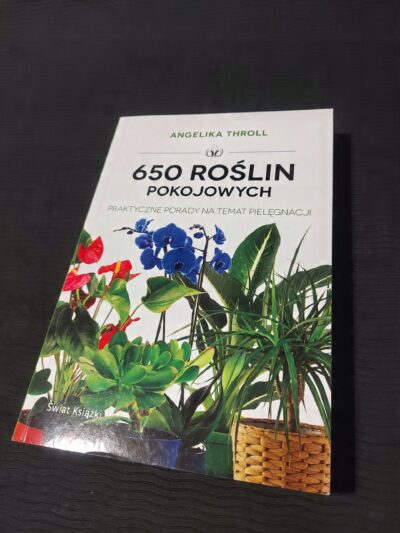 ANGELIKA THROLL
650 ROŚLIN
POKOJOWYCH
PRAKTYCZNE PORADY NA TEMAT PIELĘGNACJI
Świat Książki